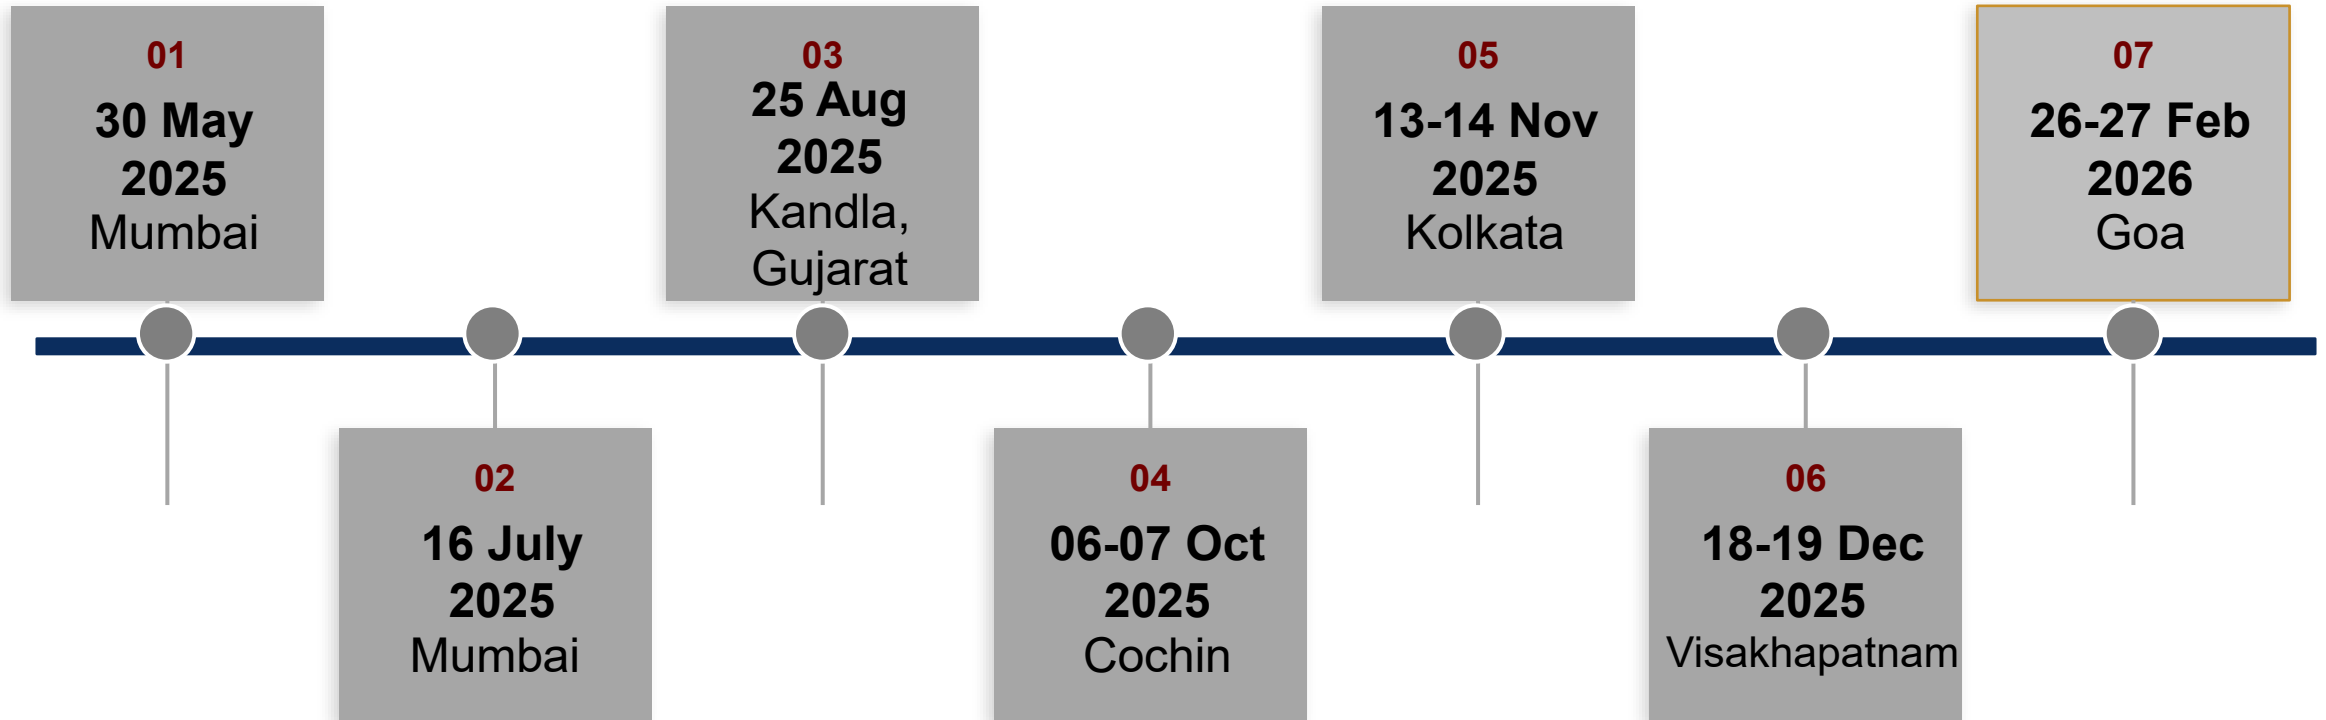 01
30 May
2025
Mumbai
02
16 July
2025
Mumbai
03
25 Aug
2025
Kandla,
Gujarat
04
06-07 Oct
2025
Cochin
05
13-14 Nov
2025
Kolkata
06
18-19 Dec
2025
Visakhapatnam
07
26-27 Feb
2026
Goa